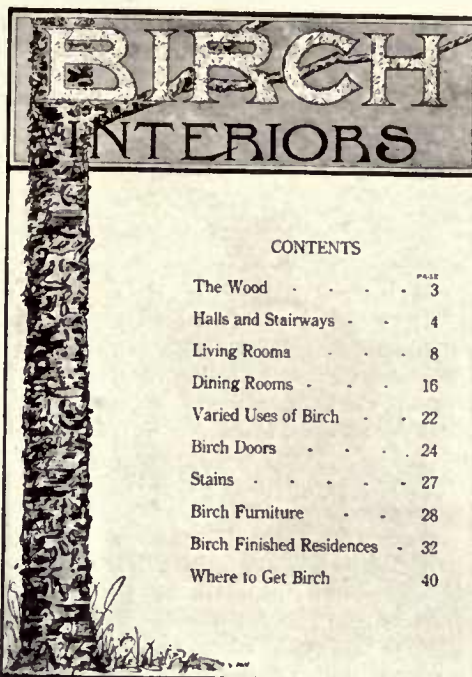 BIRCH
INTERIORS
CONTENTS
PAGE
The Wood - - - - 3
Halls and Stairways - - 4
Living Rooms - - - 8
Dining Rooms - - - 16
Varied Uses of Birch - - 22
Birch Doors - - - . 24
Stains - - - - - 27
Birch Furniture - - 28
Birch Finished Residences - 32
Where to Get Birch 40